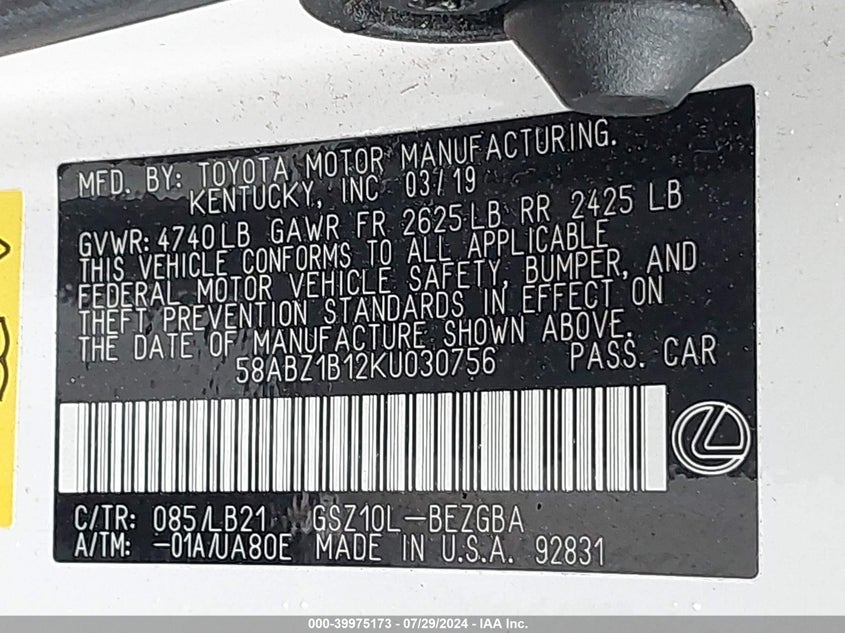 MFD. BY: TOYOTA MOTOR MANUFACTURING.
KENTUCKY, INC 03/19
GVWR: 4740LB GAWR FR 2625LB RR 2425 LB
THIS VEHICLE CONFORMS TO ALL APPLICABLE
FEDERAL MOTOR VEHICLE SAFETY, BUMPER, AND
THEFT PREVENTION STANDARDS IN EFFECT ON
THE DATE OF MANUFACTURE SHOWN ABOVE.
58ABZ1B12KU030756 PASS. CAR
C/TR: 085/LB21 GSZ10L-BEZGBA
A/TM: -01A/UA80E MADE IN U.S.A. 92831
000-39975173 - 07/29/2024 - IAA Inc.